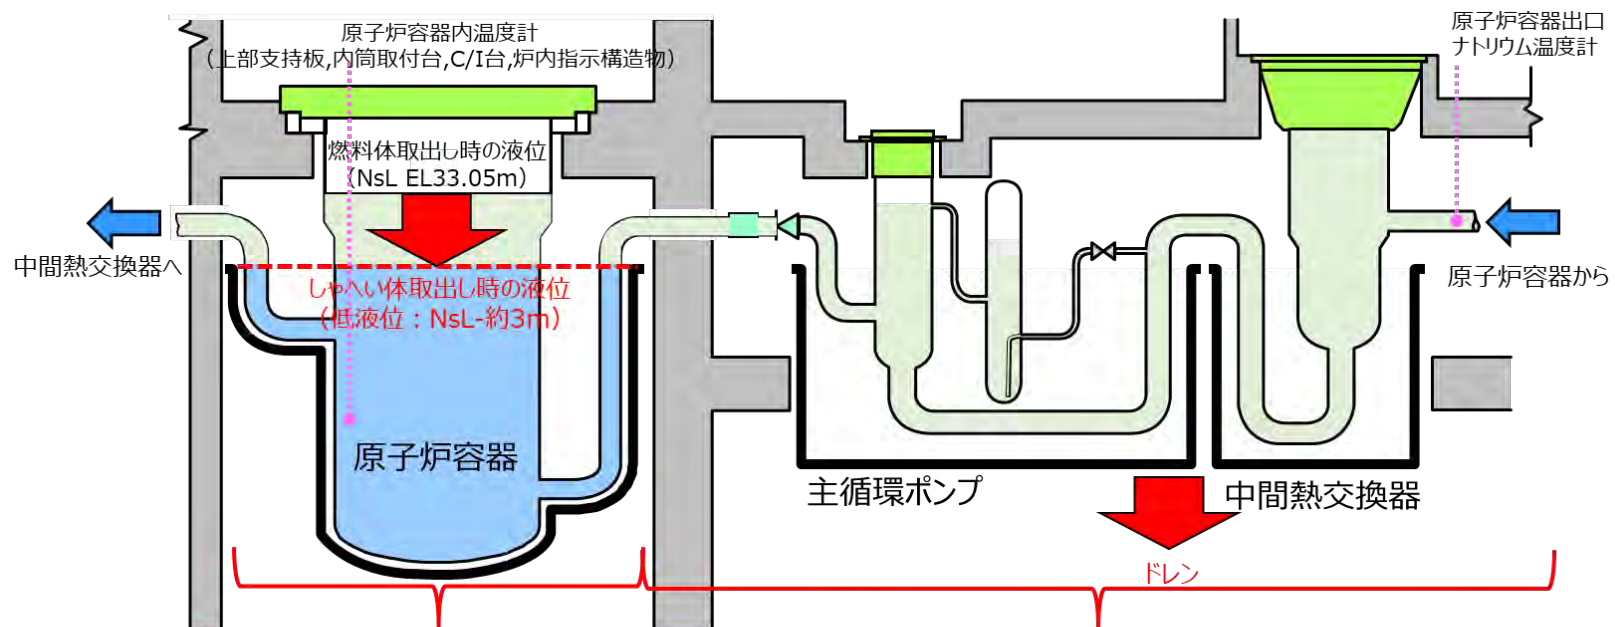 原子炉容器内温度計
（上部支持板,内筒取付台,C/I台,炉内指示構造物）
原子炉容器出口
ナトリウム温度計
燃料体取出し時の液位
（NsL EL33.05m）
中間熱交換器へ
原子炉容器から
しゃへい体取出し時の液位
（低液位：NsL-約3m）
原子炉容器
主循環ポンプ
中間熱交換器
ドレン